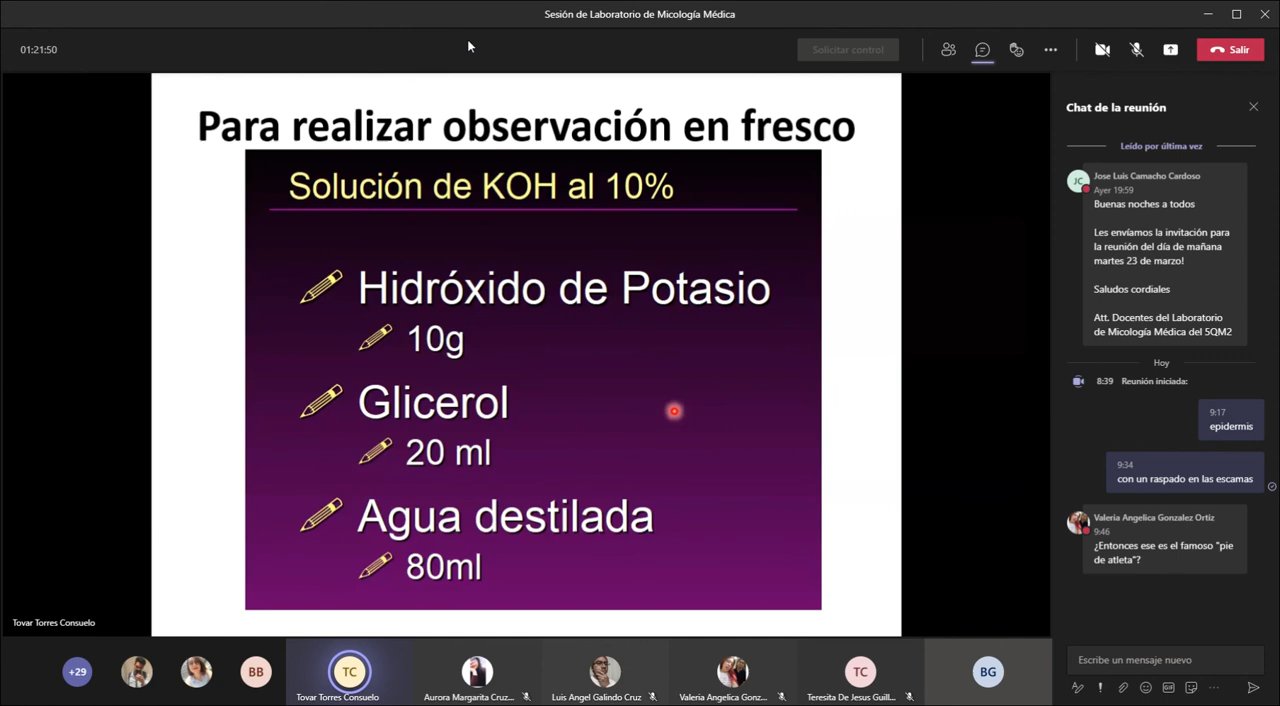 Sesión de Laboratorio de Micología Médica
01:21:50
Solicitar control
Salir
Para realizar observación en fresco
Solución de KOH al 10%
Hidróxido de Potasio
10g
Glicerol
20 ml
Agua destilada
80ml
Tovar Torres Consuelo
+29
BB
TC
Tovar Torres Consuelo
Aurora Margarita Cruz...
Luis Angel Galindo Cruz
Valeria Angelica Gonz...
TC
Teresita De Jesus Guill...
BG
Chat de la reunión
Leído por última vez
JC
Jose Luis Camacho Cardoso
Ayer 19:59
Buenas noches a todos
Les envíamos la invitación para
la reunión del día de mañana
martes 23 de marzo!
Saludos cordiales
Att. Docentes del Laboratorio
de Micología Médica del 5QM2
Hoy
8:39 Reunión iniciada:
9:17
epidermis
9:34
con un raspado en las escamas
Valeria Angelica Gonzalez Ortiz
9:46
¿Entonces ese es el famoso "pie
de atleta"?
Escribe un mensaje nuevo
GIF